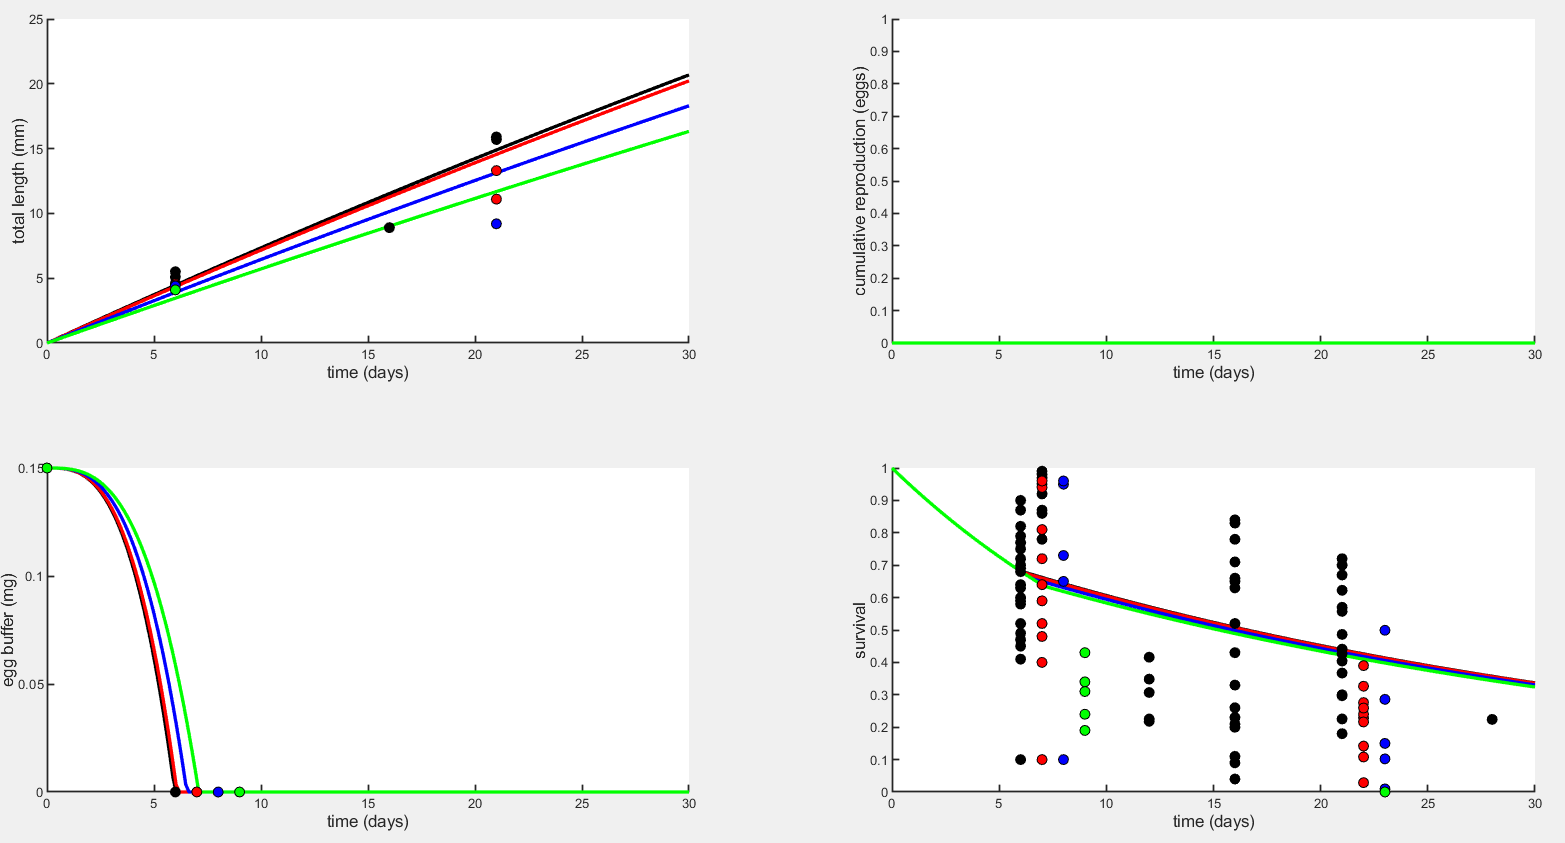 total length (mm)
25
20
15
10
5
0
0 5 10 15 20 25 30
time (days)
cumulative reproduction (eggs)
1
0.9
0.8
0.7
0.6
0.5
0.4
0.3
0.2
0.1
0
0 5 10 15 20 25 30
time (days)
egg buffer (mg)
0.15
0.1
0.05
0
0 5 10 15 20 25 30
time (days)
survival
1
0.9
0.8
0.7
0.6
0.5
0.4
0.3
0.2
0.1
0
0 5 10 15 20 25 30
time (days)